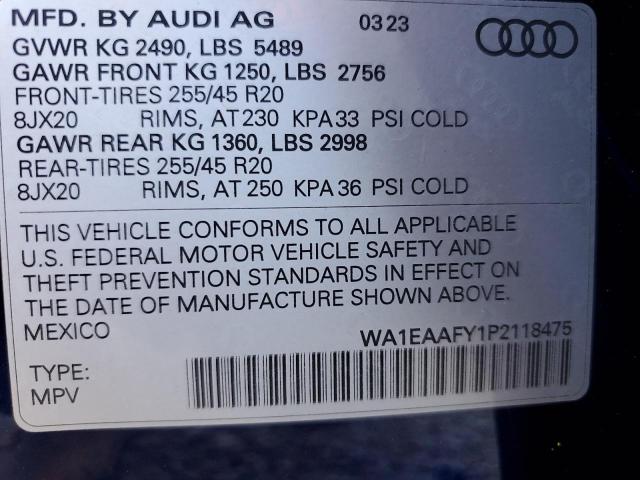 MFD. BY AUDI AG 03 23
GVWR KG 2490, LBS 5489
GAWR FRONT KG 1250, LBS 2756
FRONT-TIRES 255/45 R20
8JX20 RIMS, AT 230 KPA 33 PSI COLD
GAWR REAR KG 1360, LBS 2998
REAR-TIRES 255/45 R20
8JX20 RIMS, AT 250 KPA 36 PSI COLD
THIS VEHICLE CONFORMS TO ALL APPLICABLE
U.S. FEDERAL MOTOR VEHICLE SAFETY AND
THEFT PREVENTION STANDARDS IN EFFECT ON
THE DATE OF MANUFACTURE SHOWN ABOVE.
MEXICO WA1EAAFY1P2118475
TYPE:
MPV